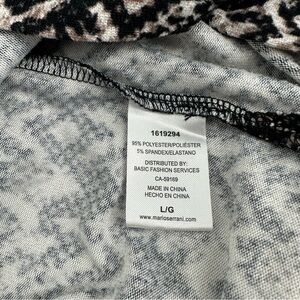 1619294
95% POLYESTER/POLIÉSTER
5% SPANDEX/ELASTANO
DISTRIBUTED BY:
BASIC FASHION SERVICES
CA-59169
MADE IN CHINA
HECHO EN CHINA
L/G
www.marioserrani.com